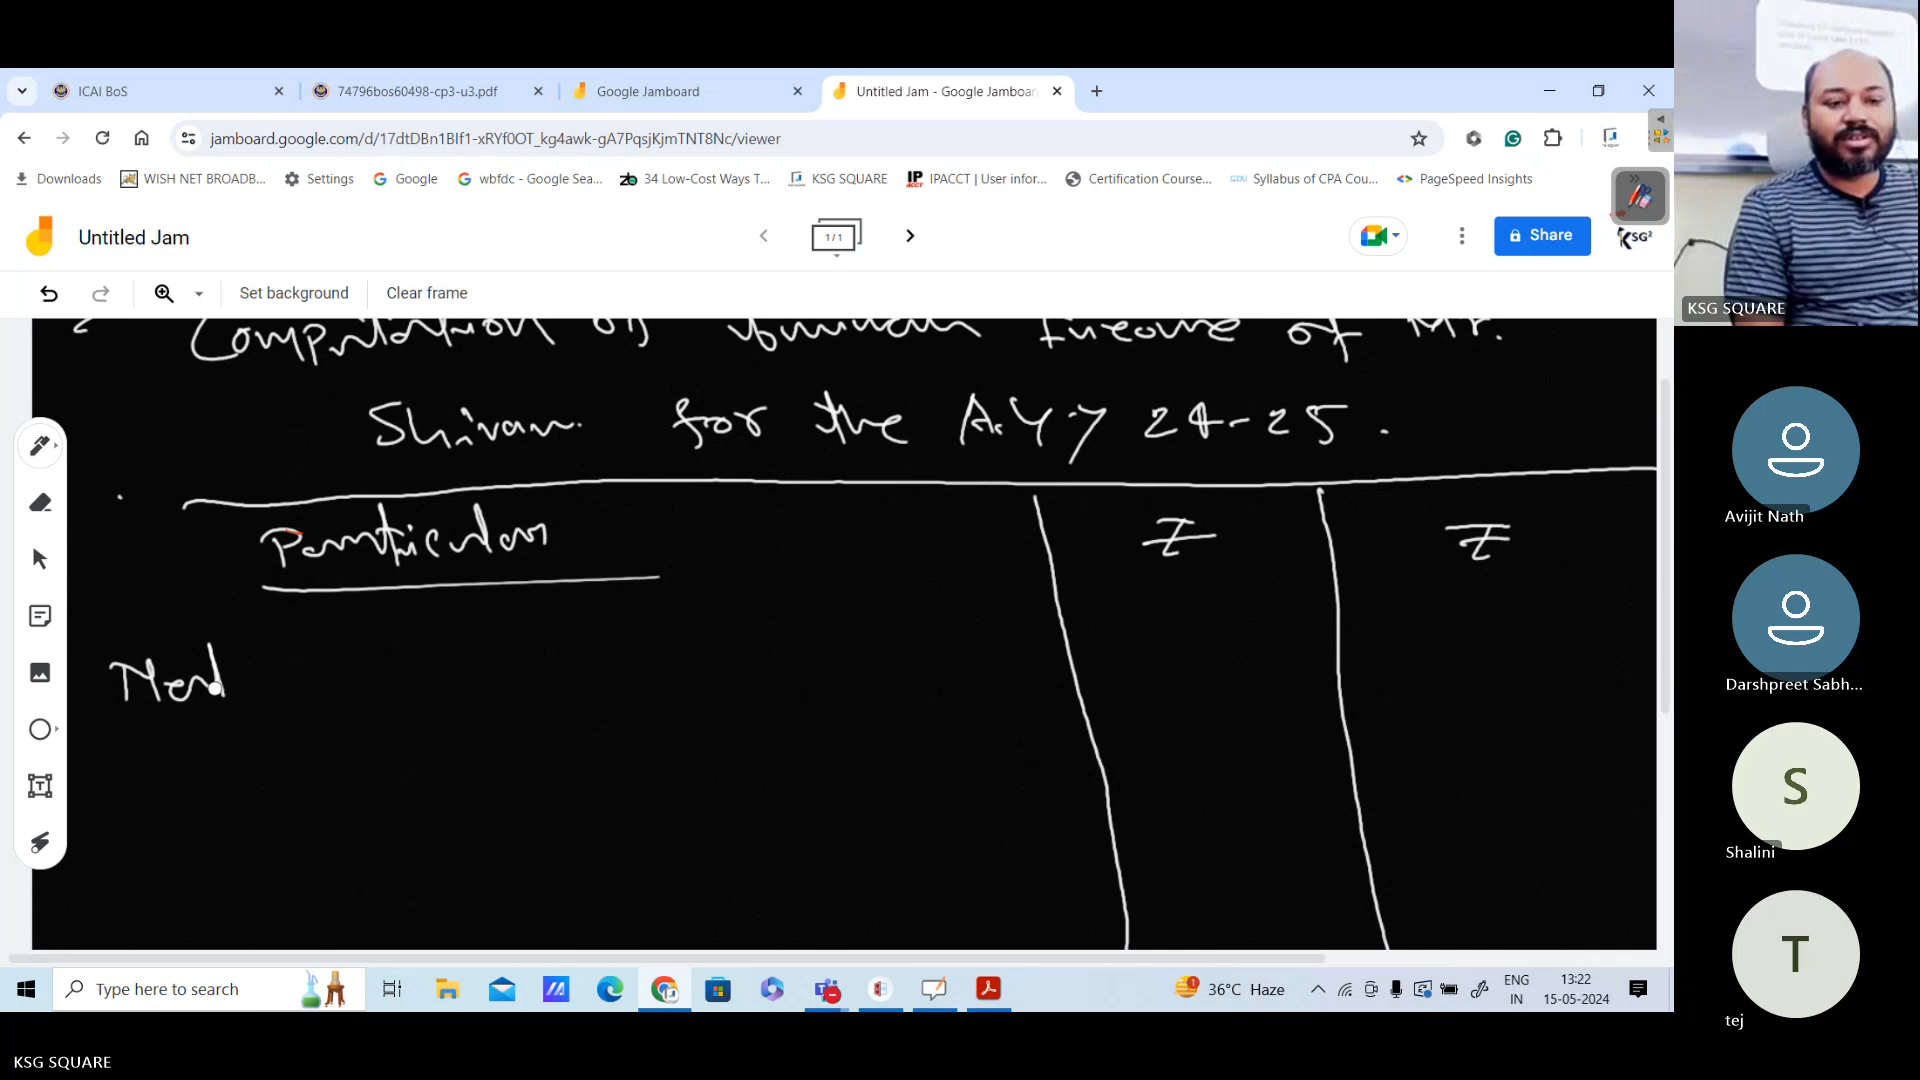 ICAI BoS
74796bos60498-cp3-u3.pdf
Google Jamboard
Untitled Jam - Google Jamboar
jamboard.google.com/d/17dtDBn1BIf1-xRYf0OT_kg4awk-gA7PqsjKjmTNT8Nc/viewer
Downloads
WISH NET BROADB...
Settings
Google
wbfdc - Google Sea...
34 Low-Cost Ways T...
KSG SQUARE
IPACCT | User infor...
Certification Course...
Syllabus of CPA Cou...
PageSpeed Insights
Untitled Jam
1/1
Share
KSG²
Set background
Clear frame
Computation of Income of Mr.
Shivam. for the A.Y. 24-25.
Particulars ₹ ₹
KSG SQUARE
Avijit Nath
Darshpreet Sabh...
S
Shalini
T
tej
Type here to search
36°C Haze
ENG
IN
13:22
15-05-2024
KSG SQUARE